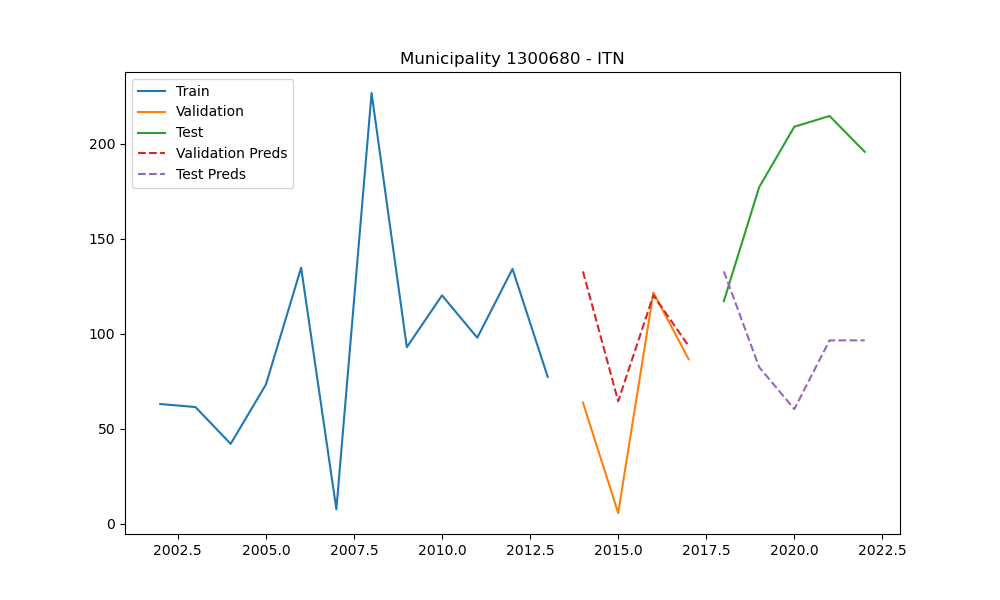 Municipality 1300680 - ITN
Train
Validation
Test
Validation Preds
Test Preds
200
150
100
50
0
2002.5 2005.0 2007.5 2010.0 2012.5 2015.0 2017.5 2020.0 2022.5